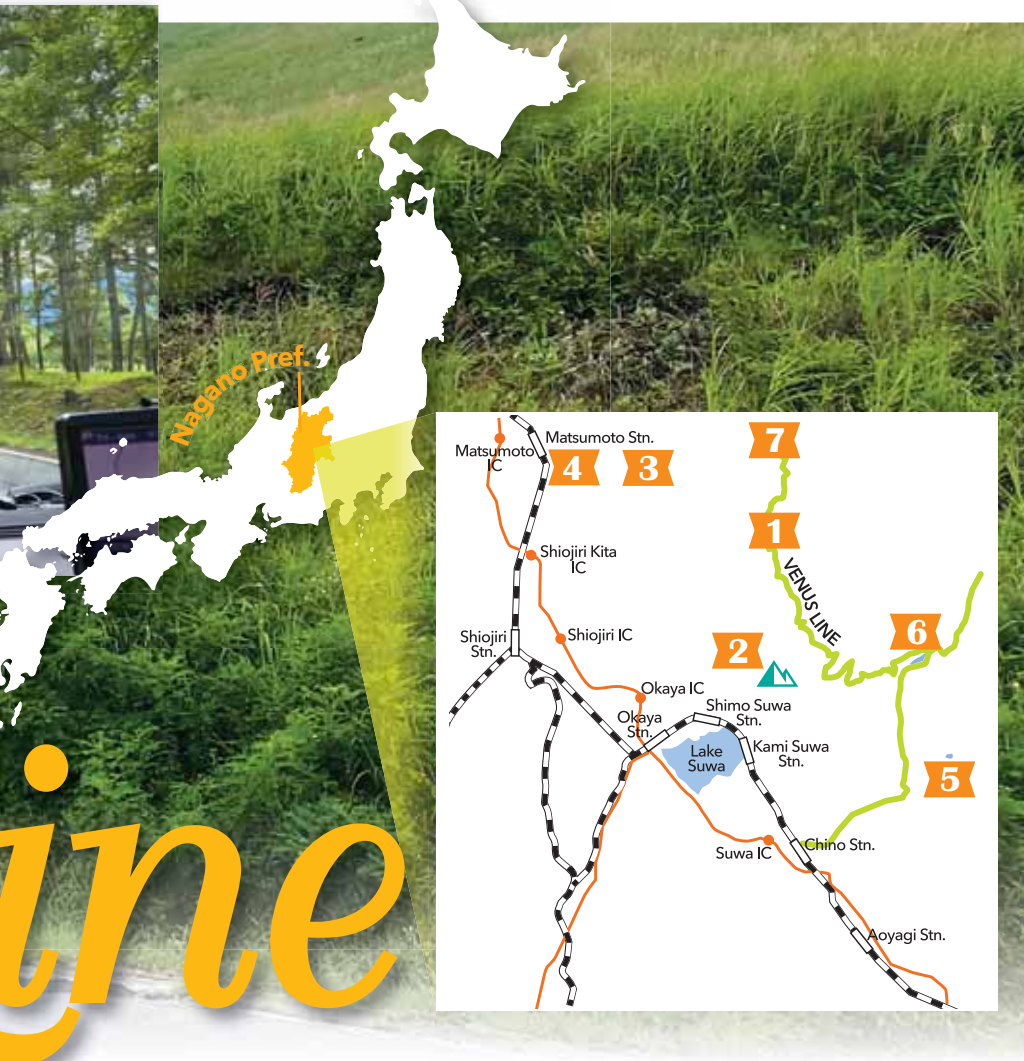 Nagano Pref.
Matsumoto Stn.
Matsumoto
IC
4
3
7
1
VENUS LINE
Shiojiri Kita
IC
Shiojiri
Stn.
Shiojiri IC
2
6
Okaya IC
Okaya
Stn.
Shimo Suwa
Stn.
Lake
Suwa
Kami Suwa
Stn.
5
Suwa IC
Chino Stn.
Aoyagi Stn.
ine